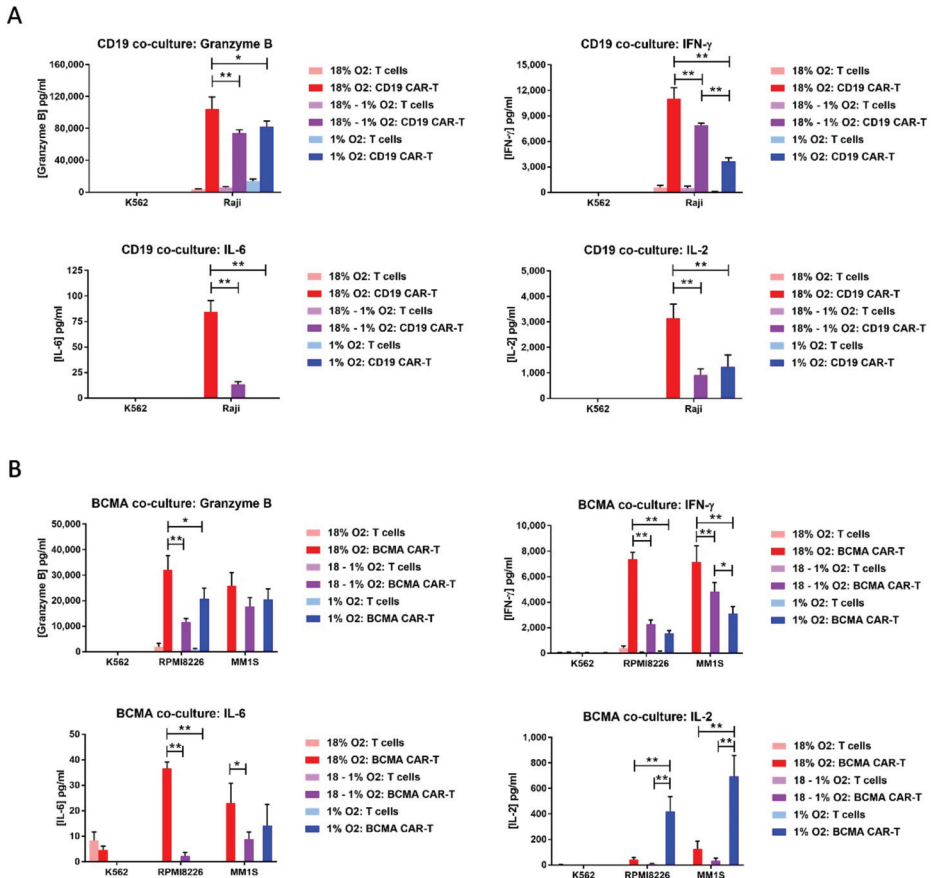 A
CD19 co-culture: Granzyme B
[Granzyme B] pg/ml
160,000
120,000
80,000
40,000
0
* 
**
K562 Raji
18% O2: T cells
18% O2: CD19 CAR-T
18% - 1% O2: T cells
18% - 1% O2: CD19 CAR-T
1% O2: T cells
1% O2: CD19 CAR-T
CD19 co-culture: IFN-γ
[IFN-γ] pg/ml
15,000
12,000
9,000
6,000
3,000
0
**
** **
K562 Raji
18% O2: T cells
18% O2: CD19 CAR-T
18% - 1% O2: T cells
18% - 1% O2: CD19 CAR-T
1% O2: T cells
1% O2: CD19 CAR-T
CD19 co-culture: IL-6
[IL-6] pg/ml
125
100
75
50
25
0
**
**
K562 Raji
18% O2: T cells
18% O2: CD19 CAR-T
18% - 1% O2: T cells
18% - 1% O2: CD19 CAR-T
1% O2: T cells
1% O2: CD19 CAR-T
CD19 co-culture: IL-2
[IL-2] pg/ml
5,000
4,000
3,000
2,000
1,000
0
**
**
K562 Raji
18% O2: T cells
18% O2: CD19 CAR-T
18% - 1% O2: T cells
18% - 1% O2: CD19 CAR-T
1% O2: T cells
1% O2: CD19 CAR-T
B
BCMA co-culture: Granzyme B
[Granzyme B] pg/ml
50,000
40,000
30,000
20,000
10,000
0
*
**
K562 RPMI8226 MM1S
18% O2: T cells
18% O2: BCMA CAR-T
18 - 1% O2: T cells
18 - 1% O2: BCMA CAR-T
1% O2: T cells
1% O2: BCMA CAR-T
BCMA co-culture: IFN-γ
[IFN-γ] pg/ml
10,000
8,000
6,000
4,000
2,000
0
** **
** **
*
K562 RPMI8226 MM1S
18% O2: T cells
18% O2: BCMA CAR-T
18 - 1% O2: T cells
18 - 1% O2: BCMA CAR-T
1% O2: T cells
1% O2: BCMA CAR-T
BCMA co-culture: IL-6
[IL-6] pg/ml
50
40
30
20
10
0
**
**
*
K562 RPMI8226 MM1S
18% O2: T cells
18% O2: BCMA CAR-T
18 - 1% O2: T cells
18 - 1% O2: BCMA CAR-T
1% O2: T cells
1% O2: BCMA CAR-T
BCMA co-culture: IL-2
[IL-2] pg/ml
1,000
800
600
400
200
0
**
**
**
**
K562 RPMI8226 MM1S
18% O2: T cells
18% O2: BCMA CAR-T
18 - 1% O2: T cells
18 - 1% O2: BCMA CAR-T
1% O2: T cells
1% O2: BCMA CAR-T